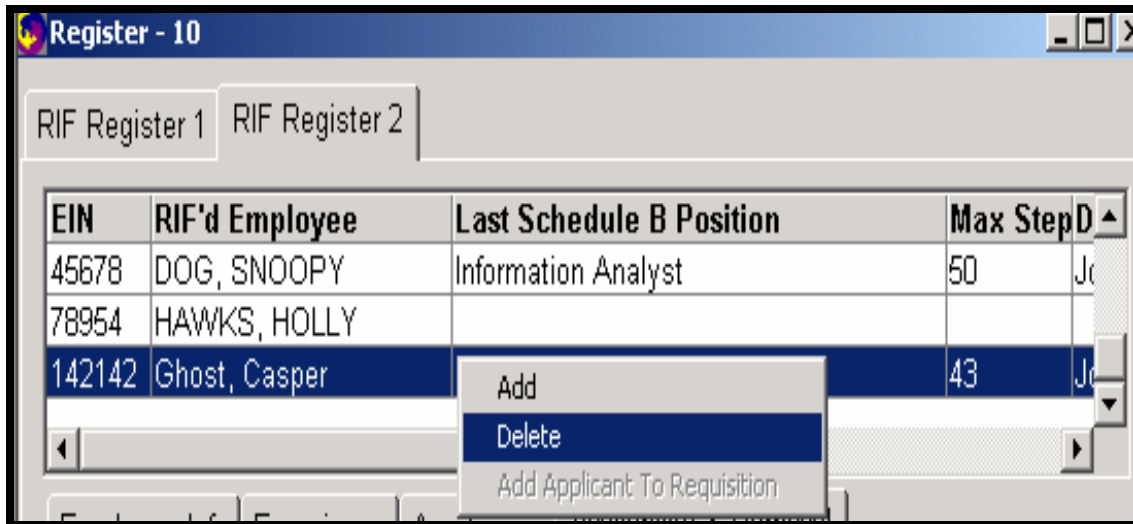 Register - 10
RIF Register 1 RIF Register 2
EIN RIF'd Employee Last Schedule B Position Max Step D
45678 DOG, SNOOPY Information Analyst 50
78954 HAWKS, HOLLY
142142 Ghost, Casper 43
Add
Delete
Add Applicant To Requisition